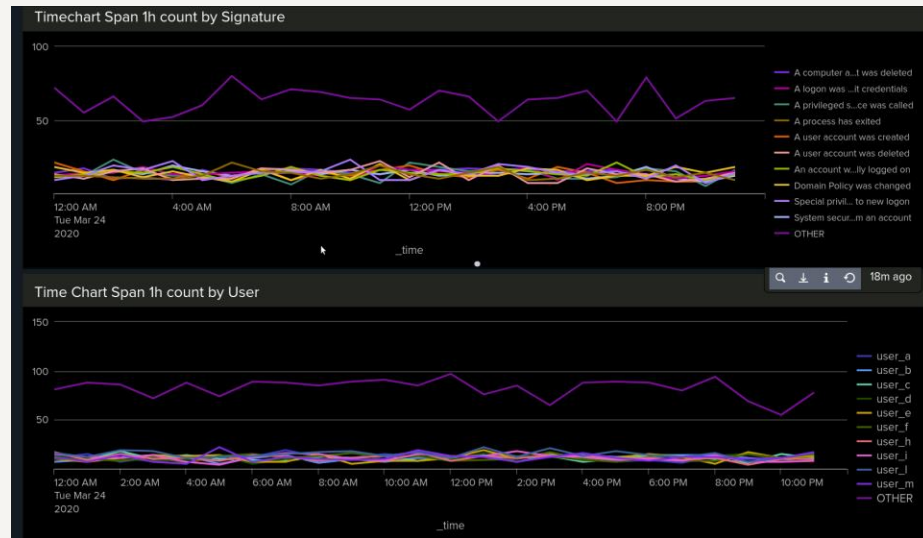 Timechart Span 1h count by Signature
100
50
A computer a...t was deleted
A logon was ...it credentials
A privileged s...ce was called
A process has exited
A user account was created
A user account was deleted
An account w...lly logged on
Domain Policy was changed
Special privil... to new logon
System secur...m an account
OTHER
12:00 AM 4:00 AM 8:00 AM 12:00 PM 4:00 PM 8:00 PM
Tue Mar 24
2020
_time
18m ago
Time Chart Span 1h count by User
150
100
50
user_a
user_b
user_c
user_d
user_e
user_f
user_h
user_i
user_l
user_m
OTHER
12:00 AM 2:00 AM 4:00 AM 6:00 AM 8:00 AM 10:00 AM 12:00 PM 2:00 PM 4:00 PM 6:00 PM 8:00 PM 10:00 PM
Tue Mar 24
2020
_time